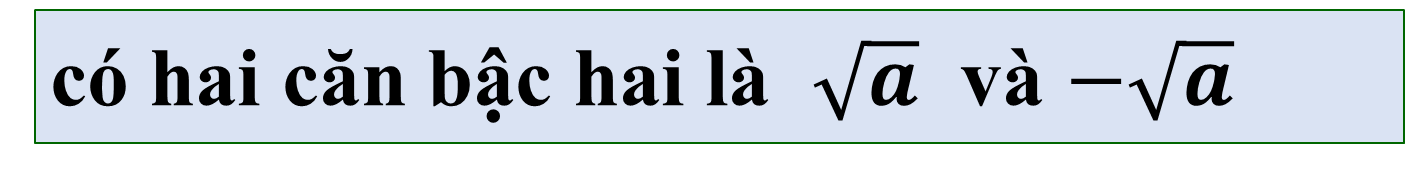 có hai căn bậc hai là √a và −√a